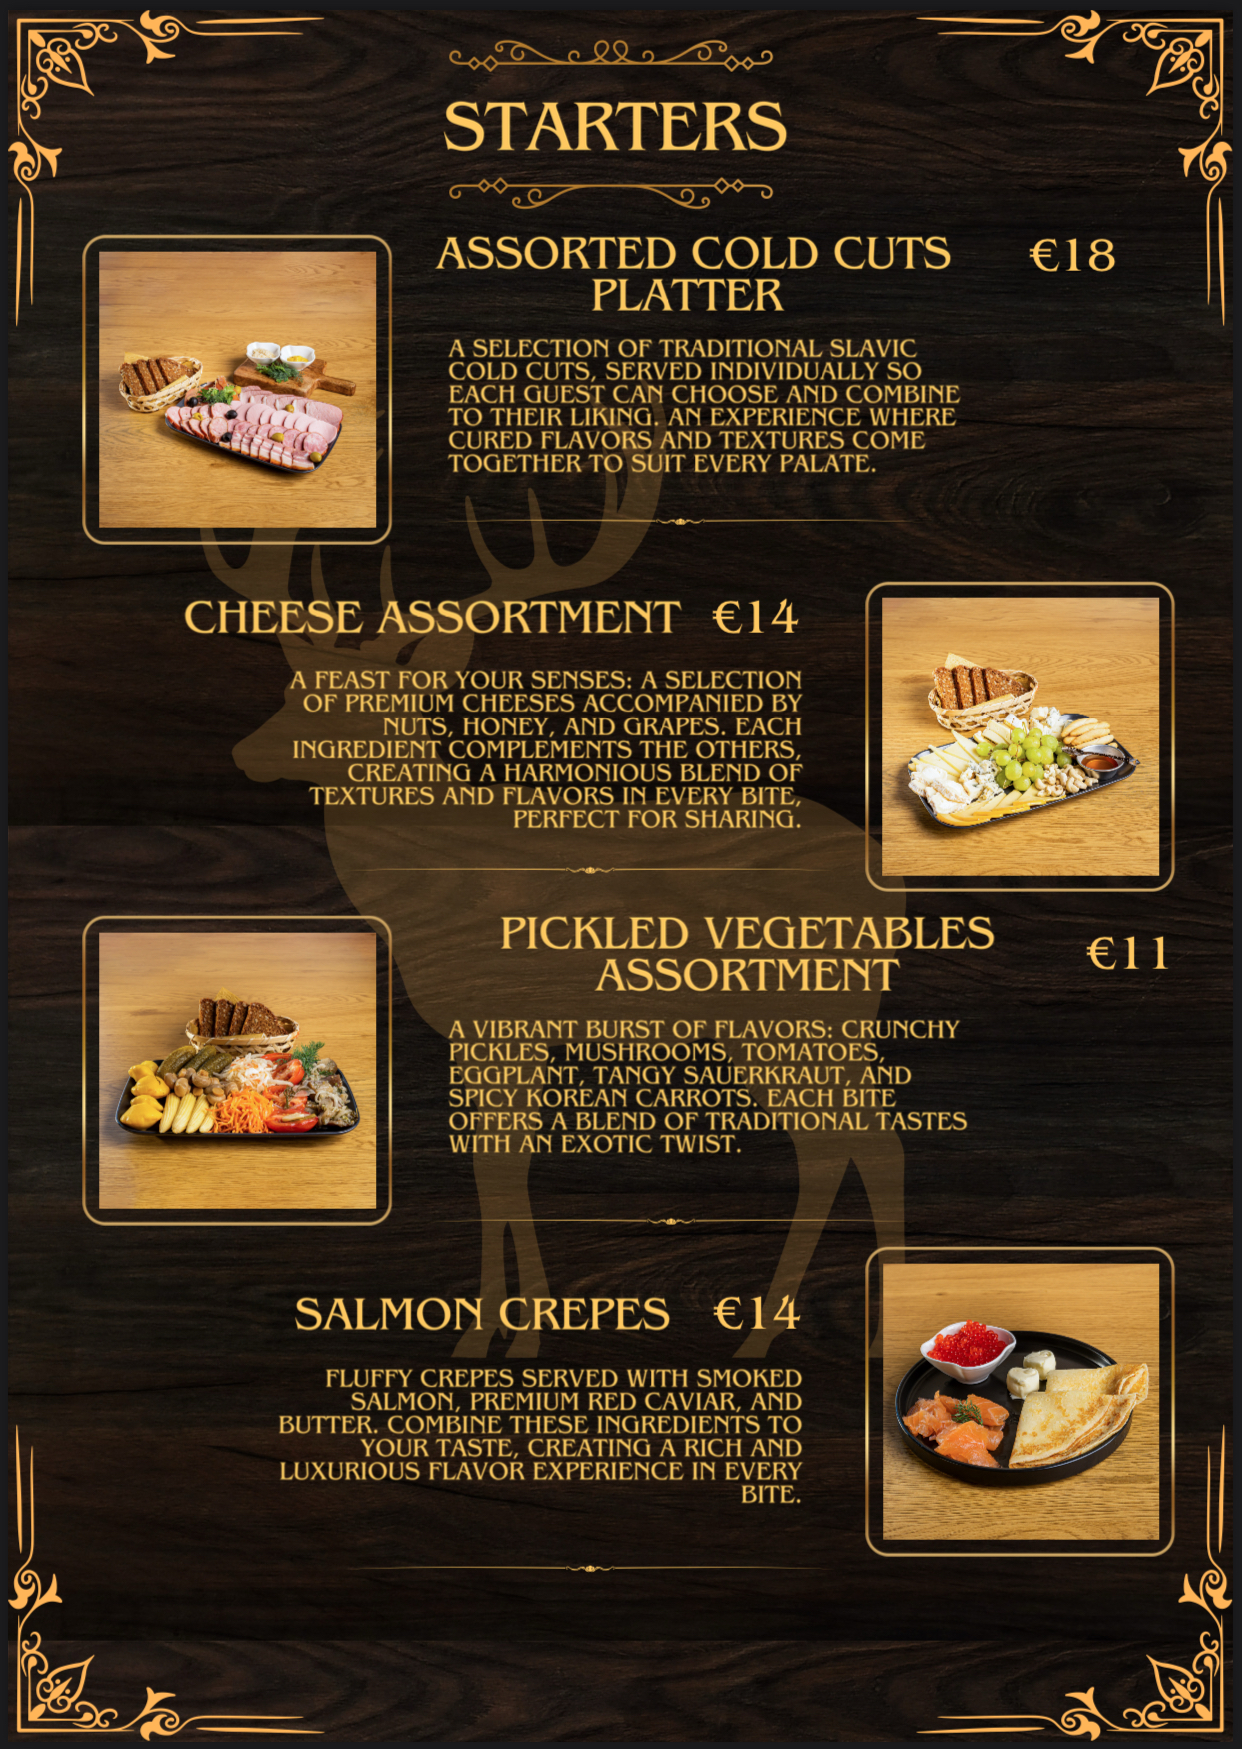 STARTERS
ASSORTED COLD CUTS
PLATTER
€18
A SELECTION OF TRADITIONAL SLAVIC
COLD CUTS, SERVED INDIVIDUALLY SO
EACH GUEST CAN CHOOSE AND COMBINE
TO THEIR LIKING. AN EXPERIENCE WHERE
CURED FLAVORS AND TEXTURES COME
TOGETHER TO SUIT EVERY PALATE.
CHEESE ASSORTMENT €14
A FEAST FOR YOUR SENSES: A SELECTION
OF PREMIUM CHEESES ACCOMPANIED BY
NUTS, HONEY, AND GRAPES. EACH
INGREDIENT COMPLEMENTS THE OTHERS,
CREATING A HARMONIOUS BLEND OF
TEXTURES AND FLAVORS IN EVERY BITE,
PERFECT FOR SHARING.
PICKLED VEGETABLES
ASSORTMENT
€11
A VIBRANT BURST OF FLAVORS: CRUNCHY
PICKLES, MUSHROOMS, TOMATOES,
EGGPLANT, TANGY SAUERKRAUT, AND
SPICY KOREAN CARROTS. EACH BITE
OFFERS A BLEND OF TRADITIONAL TASTES
WITH AN EXOTIC TWIST.
SALMON CREPES €14
FLUFFY CREPES SERVED WITH SMOKED
SALMON, PREMIUM RED CAVIAR, AND
BUTTER. COMBINE THESE INGREDIENTS TO
YOUR TASTE, CREATING A RICH AND
LUXURIOUS FLAVOR EXPERIENCE IN EVERY
BITE.